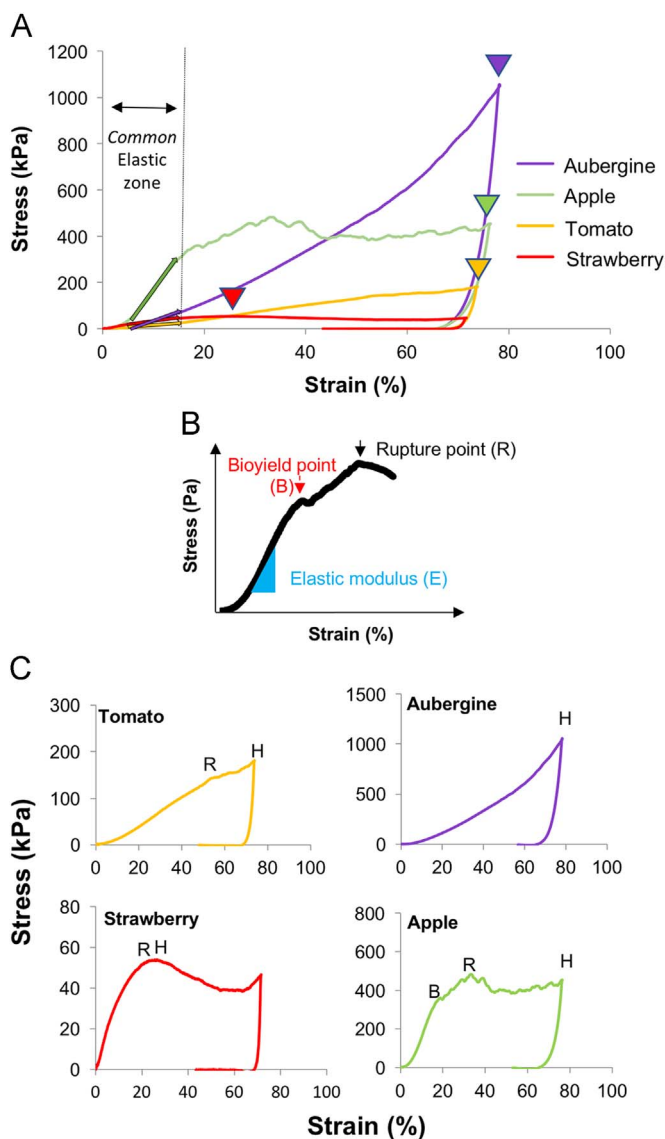 A
1200
1000
800
600
400
200
0
Stress (kPa)
Common
Elastic
zone
Aubergine
Apple
Tomato
Strawberry
0 20 40 60 80 100
Strain (%)
B
Stress (Pa)
Bioyield point
(B)
Rupture point (R)
Elastic modulus (E)
Strain (%)
C
Stress (kPa)
Tomato
300
200
100
0
R H
0 20 40 60 80 100
Aubergine
1500
1000
500
0
H
0 20 40 60 80 100
Strawberry
80
60
40
20
0
R H
0 20 40 60 80 100
Apple
800
600
400
200
0
B R H
0 20 40 60 80 100
Strain (%)